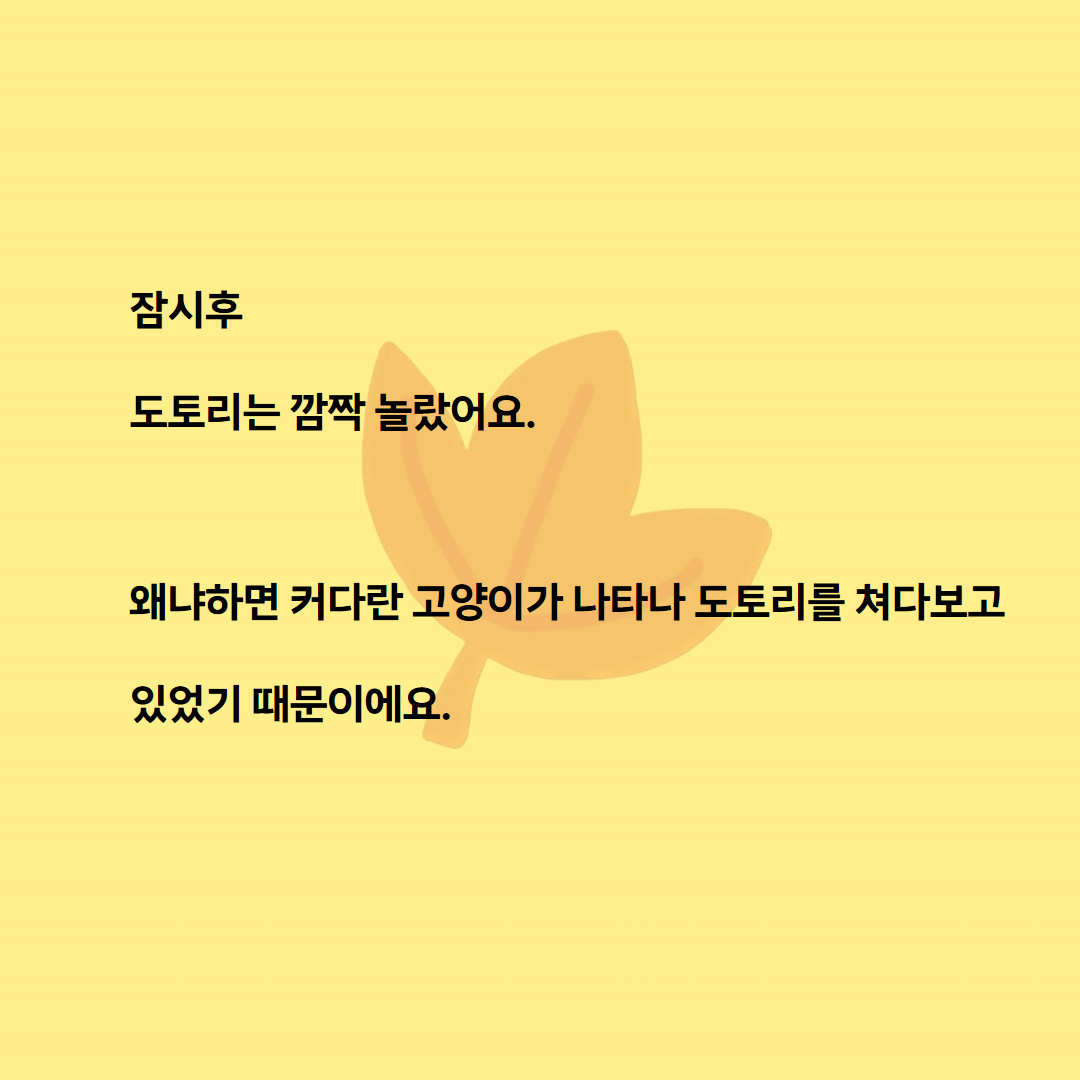 잠시후
도토리는 깜짝 놀랐어요.
왜냐하면 커다란 고양이가 나타나 도토리를 쳐다보고
있었기 때문이에요.